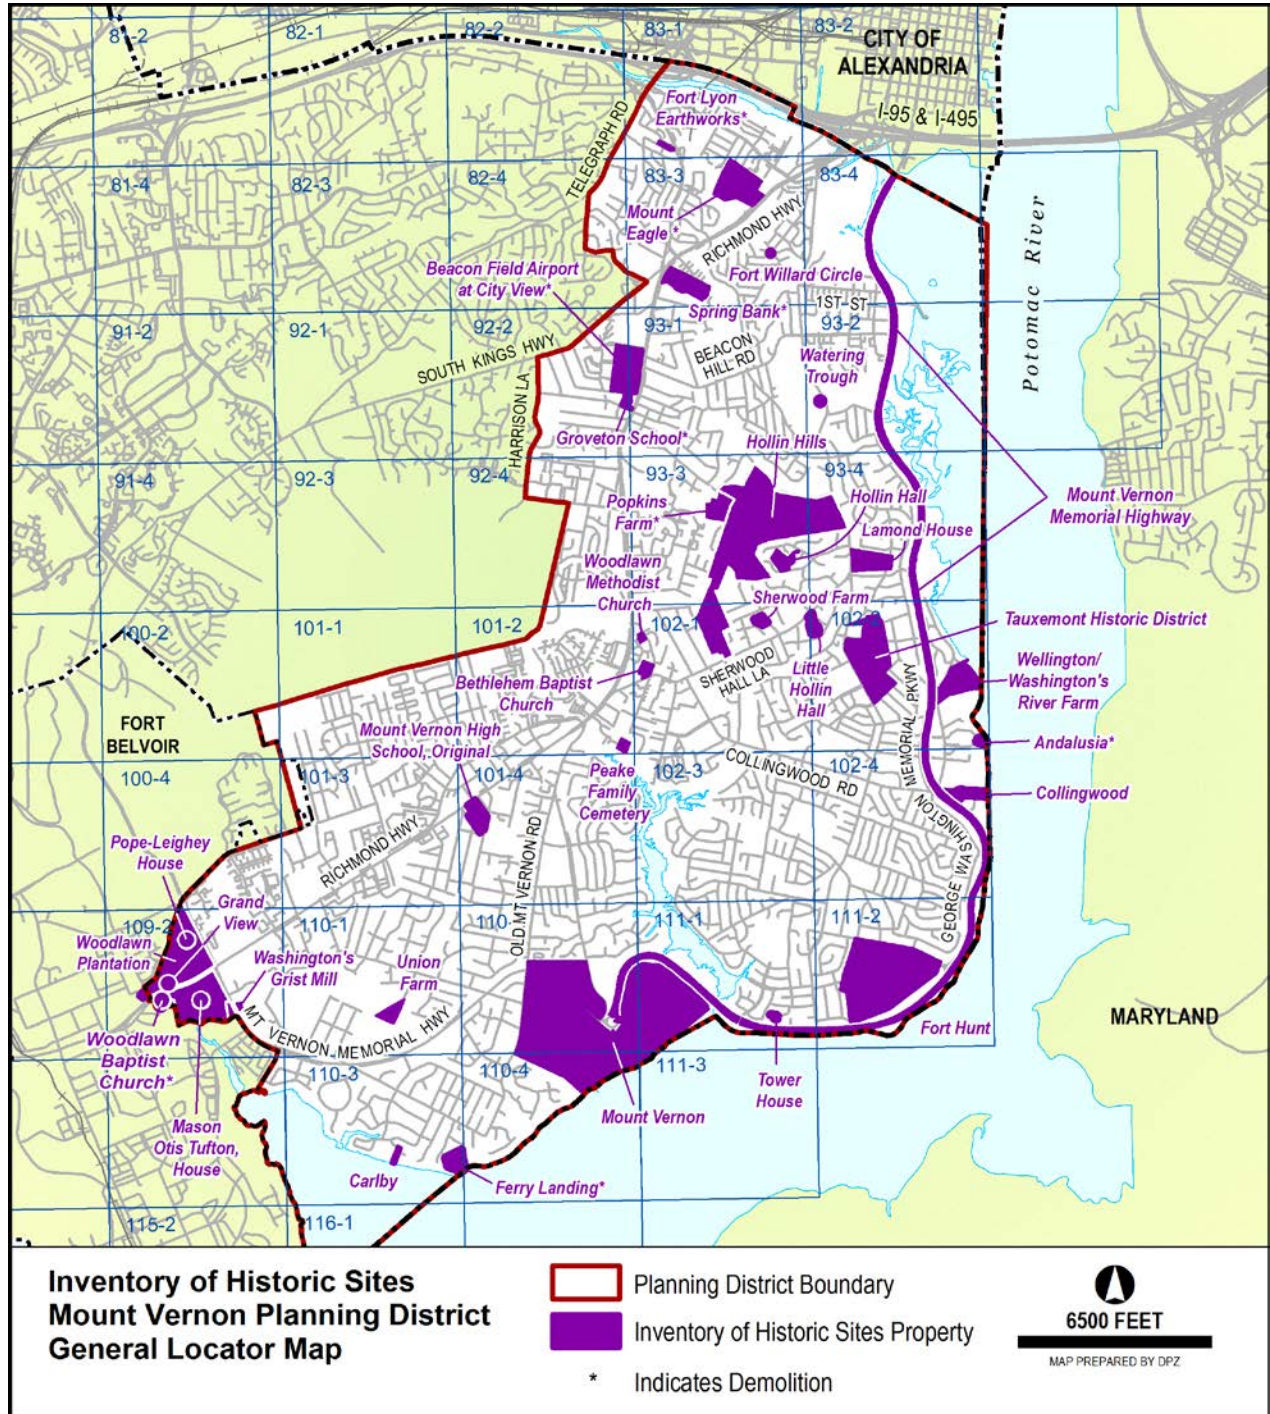 81-2
82-1
82-2
83-1
83-2
CITY OF
ALEXANDRIA
I-95 & I-495
Fort Lyon
Earthworks*
TELEGRAPH RD
81-4
82-3
82-4
83-3
83-4
Mount
Eagle *
RICHMOND HWY
Potomac River
Beacon Field Airport
at City View*
Fort Willard Circle
Spring Bank*
1ST ST
91-2
92-1
92-2
93-1
93-2
SOUTH KINGS HWY
BEACON
HILL RD
Watering
Trough
HARRISON LA
Groveton School*
Hollin Hills
91-4
92-3
92-4
93-3
93-4
Popkins
Farm*
Hollin Hall
Lamond House
Mount Vernon
Memorial Highway
Woodlawn
Methodist
Church
Sherwood Farm
100-2
101-1
101-2
102-1
102-2
Tauxemont Historic District
SHERWOOD
HALL LA
Little
Hollin
Hall
Wellington/
Washington's
River Farm
Bethlehem Baptist
Church
FORT
BELVOIR
Mount Vernon High
School, Original
Andalusia*
100-4
101-3
101-4
102-3
102-4
COLLINGWOOD RD
Peake
Family
Cemetery
Collingwood
GEORGE WASHINGTON
MEMORIAL PKWY
Pope-Leighey
House
RICHMOND HWY
OLD MT VERNON RD
Grand
View
109-2
110-1
110-
111-1
111-2
Woodlawn
Plantation
Washington's
Grist Mill
Union
Farm
MT VERNON MEMORIAL HWY
Woodlawn
Baptist
Church*
Fort Hunt
MARYLAND
110-3
110-4
111-3
Tower
House
Mount Vernon
Mason
Otis Tufton,
House
Carlby
Ferry Landing*
115-2
116-1
Inventory of Historic Sites
Mount Vernon Planning District
General Locator Map
Planning District Boundary
Inventory of Historic Sites Property
* Indicates Demolition
6500 FEET
MAP PREPARED BY DPZ